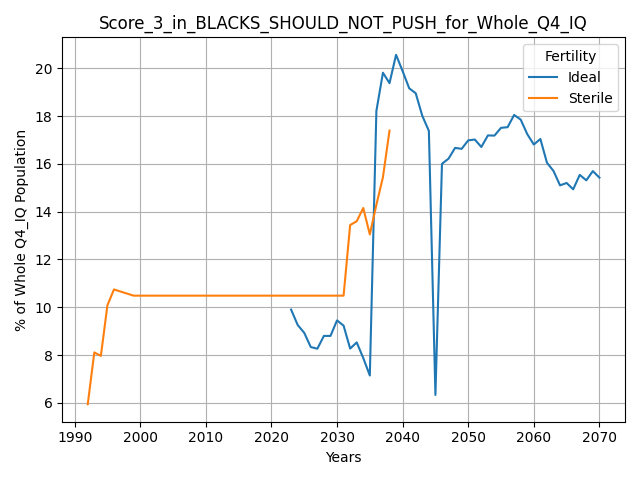 Score_3_in_BLACKS_SHOULD_NOT_PUSH_for_Whole_Q4_IQ
Fertility
Ideal
Sterile
% of Whole Q4_IQ Population
20
18
16
14
12
10
8
6
1990 2000 2010 2020 2030 2040 2050 2060 2070
Years